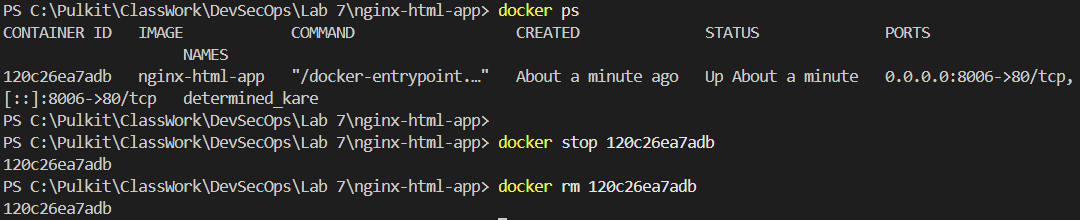 PS C:\Pulkit\ClassWork\DevSecOps\Lab 7\nginx-html-app> docker ps
CONTAINER ID   IMAGE            COMMAND                  CREATED              STATUS              PORTS
                     NAMES
120c26ea7adb   nginx-html-app   "/docker-entrypoint.…"   About a minute ago   Up About a minute   0.0.0.0:8006->80/tcp,
[::]:8006->80/tcp   determined_kare
PS C:\Pulkit\ClassWork\DevSecOps\Lab 7\nginx-html-app>
PS C:\Pulkit\ClassWork\DevSecOps\Lab 7\nginx-html-app> docker stop 120c26ea7adb
120c26ea7adb
PS C:\Pulkit\ClassWork\DevSecOps\Lab 7\nginx-html-app> docker rm 120c26ea7adb
120c26ea7adb